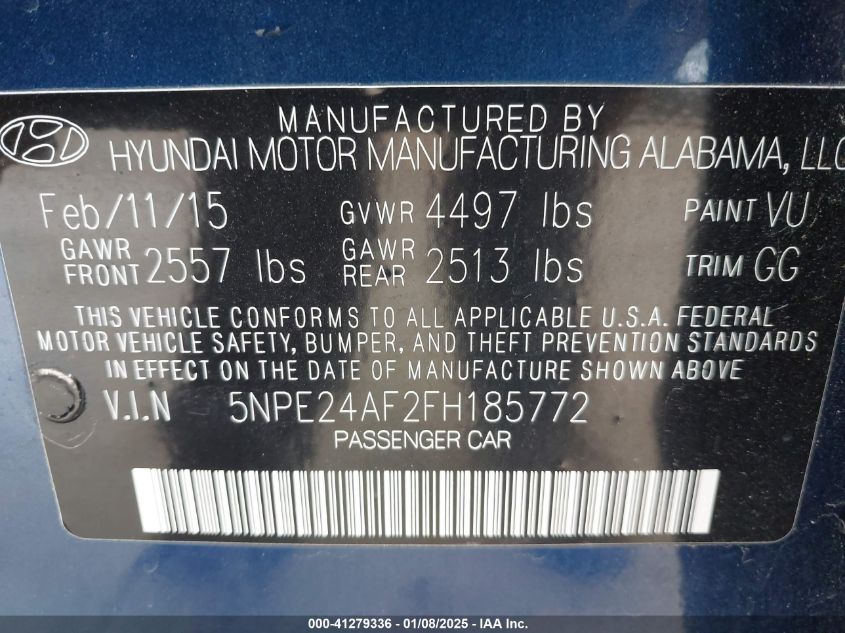 MANUFACTURED BY
HYUNDAI MOTOR MANUFACTURING ALABAMA, LLC
Feb/11/15 GVWR 4497 lbs PAINT VU
GAWR FRONT 2557 lbs GAWR REAR 2513 lbs TRIM GG
THIS VEHICLE CONFORMS TO ALL APPLICABLE U.S.A. FEDERAL
MOTOR VEHICLE SAFETY, BUMPER, AND THEFT PREVENTION STANDARDS
IN EFFECT ON THE DATE OF MANUFACTURE SHOWN ABOVE
V.I.N 5NPE24AF2FH185772
PASSENGER CAR
000-41279336 - 01/08/2025 - IAA Inc.